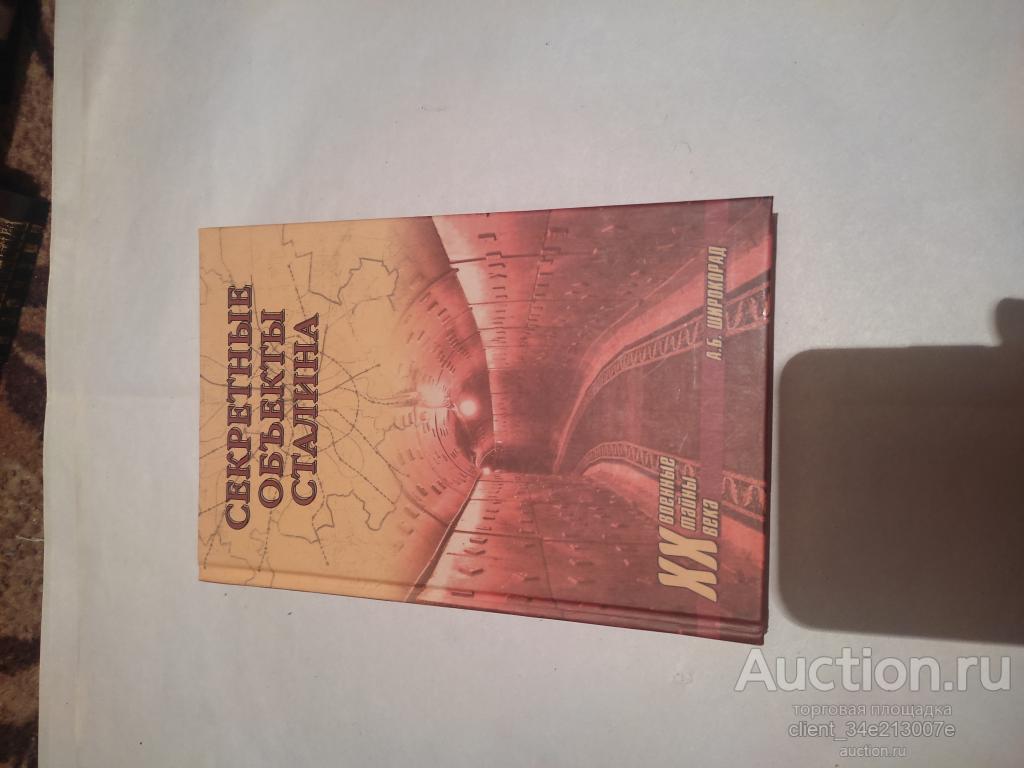 СЕКРЕТНЫЕ
ОБЪЕКТЫ
СТАЛИНА
А.Б. ШИРОКОРАД
XX военные
тайны
века
Auction.ru
торговая площадка
client_34e213007e
auction.ru